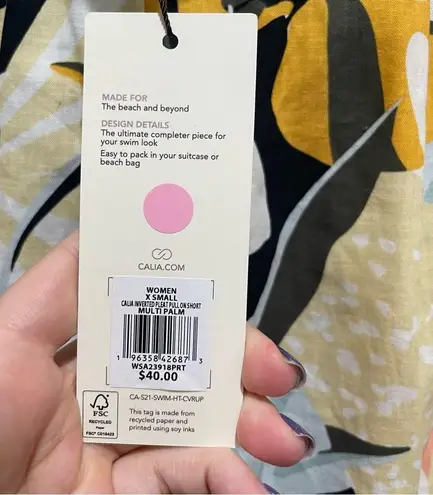 MADE FOR
The beach and beyond
DESIGN DETAILS
The ultimate completer piece for
your swim look
Easy to pack in your suitcase or
beach bag
CALIA.COM
WOMEN
X SMALL
CALIA INVERTED PLEAT PULL ON SHORT
MULTI PALM
1 96358 42687 3
WSA23918PRT
$40.00
CA-S21-SWIM-HT-CVRUP
This tag is made from
recycled paper and
printed using soy inks
FSC
RECYCLED
Paper
FSC® C016423